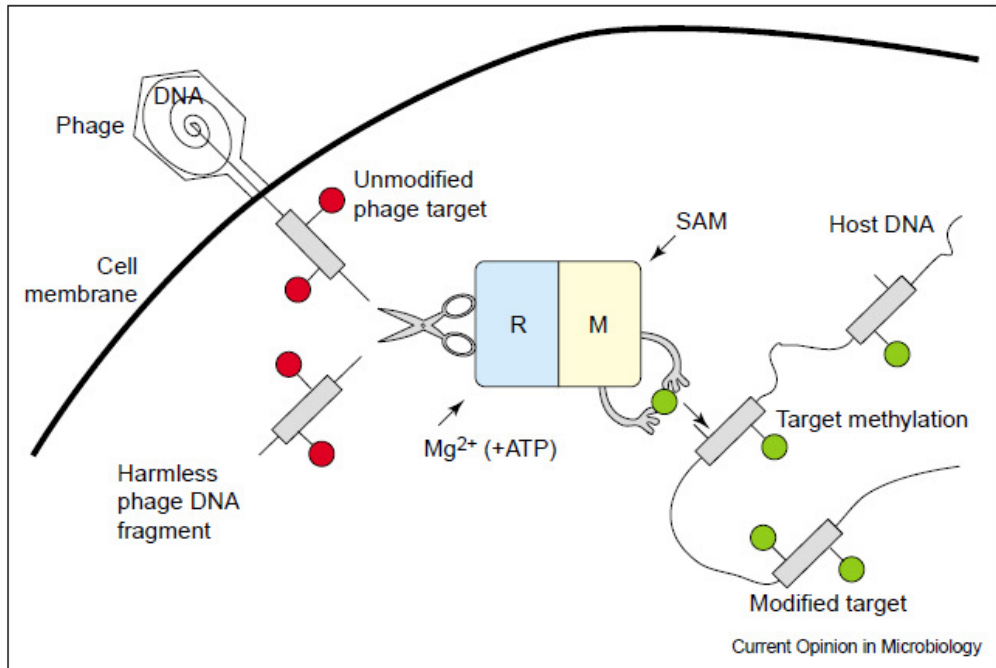 DNA
Phage
Unmodified
phage target
SAM
Host DNA
Cell
membrane
R
M
Target methylation
Mg2+ (+ATP)
Harmless
phage DNA
fragment
Modified target
Current Opinion in Microbiology